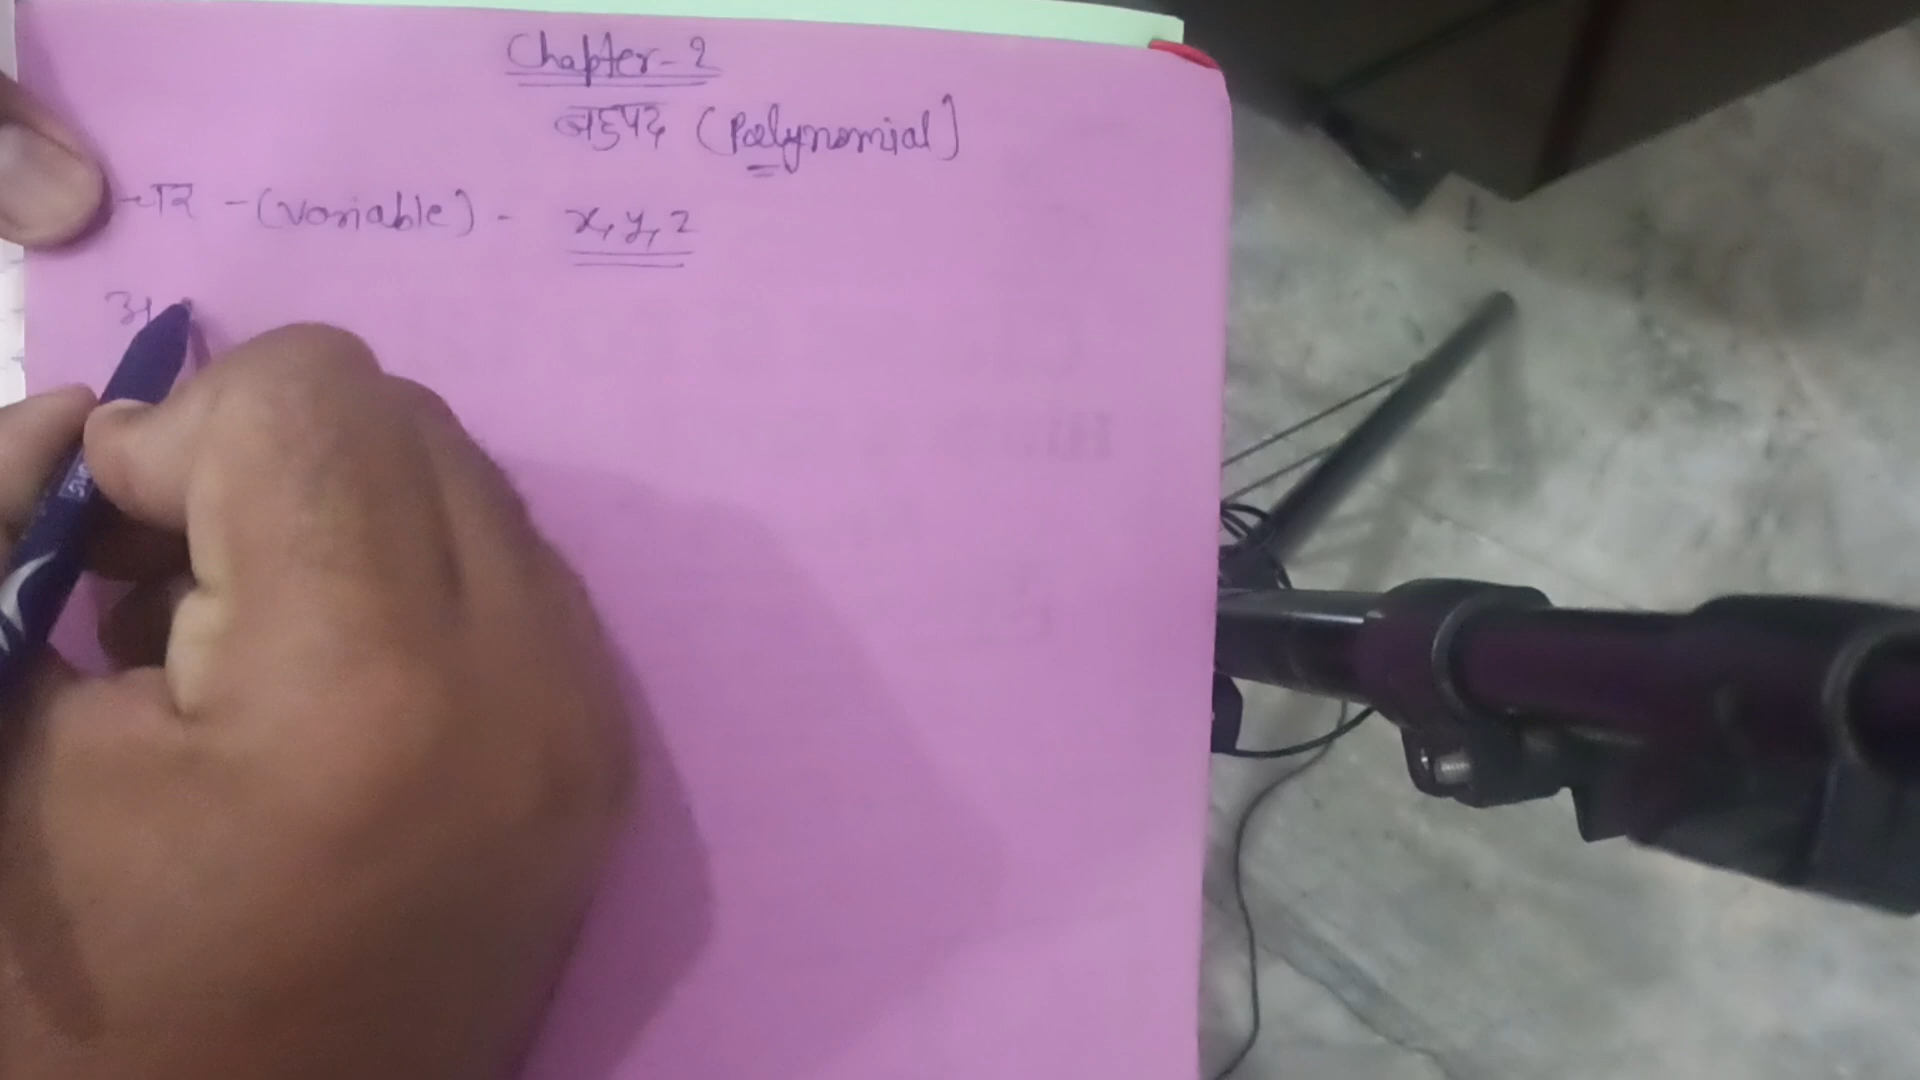 Chapter-2
बहुपद (Polynomial)
चर - (variable) - x, y, z
अ